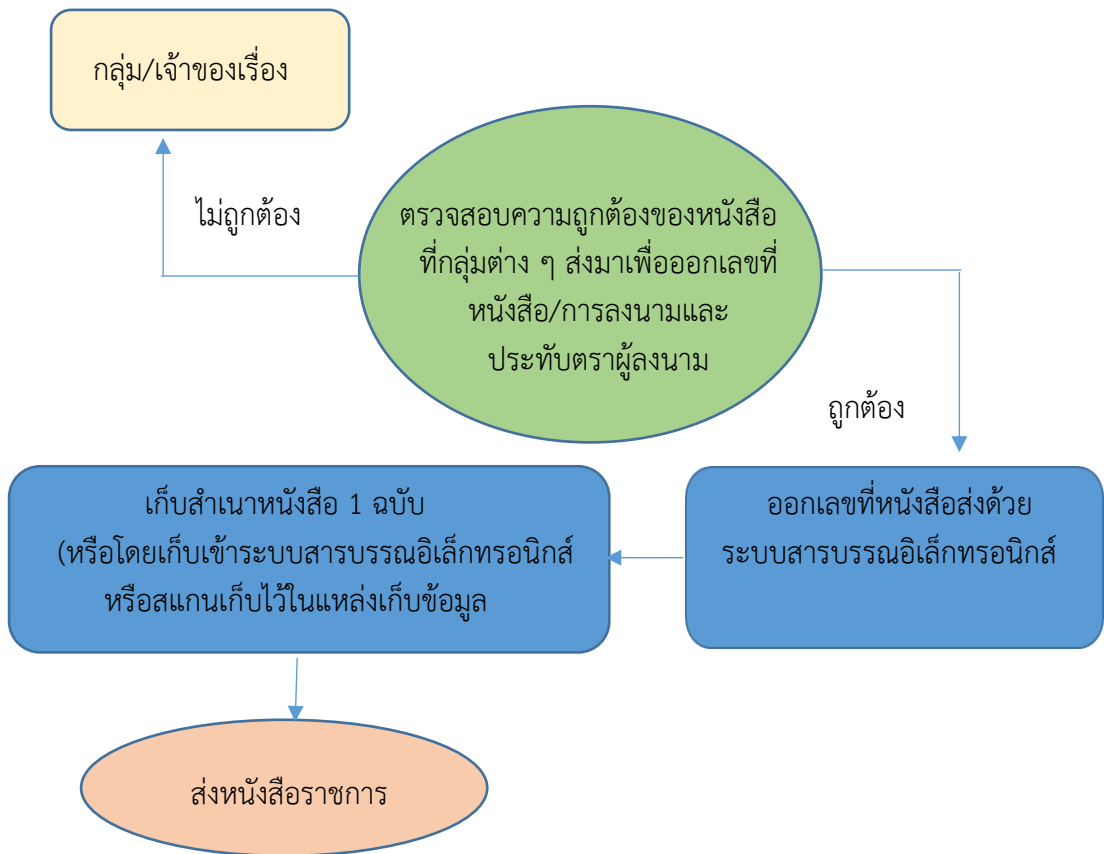 กลุ่ม/เจ้าของเรื่อง
ไม่ถูกต้อง
ตรวจสอบความถูกต้องของหนังสือ
ที่กลุ่มต่าง ๆ ส่งมาเพื่อออกเลขที่
หนังสือ/การลงนามและ
ประทับตราผู้ลงนาม
ถูกต้อง
ออกเลขที่หนังสือส่งด้วย
ระบบสารบรรณอิเล็กทรอนิกส์
เก็บสำเนาหนังสือ 1 ฉบับ
(หรือโดยเก็บเข้าระบบสารบรรณอิเล็กทรอนิกส์
หรือสแกนเก็บไว้ในแหล่งเก็บข้อมูล
ส่งหนังสือราชการ